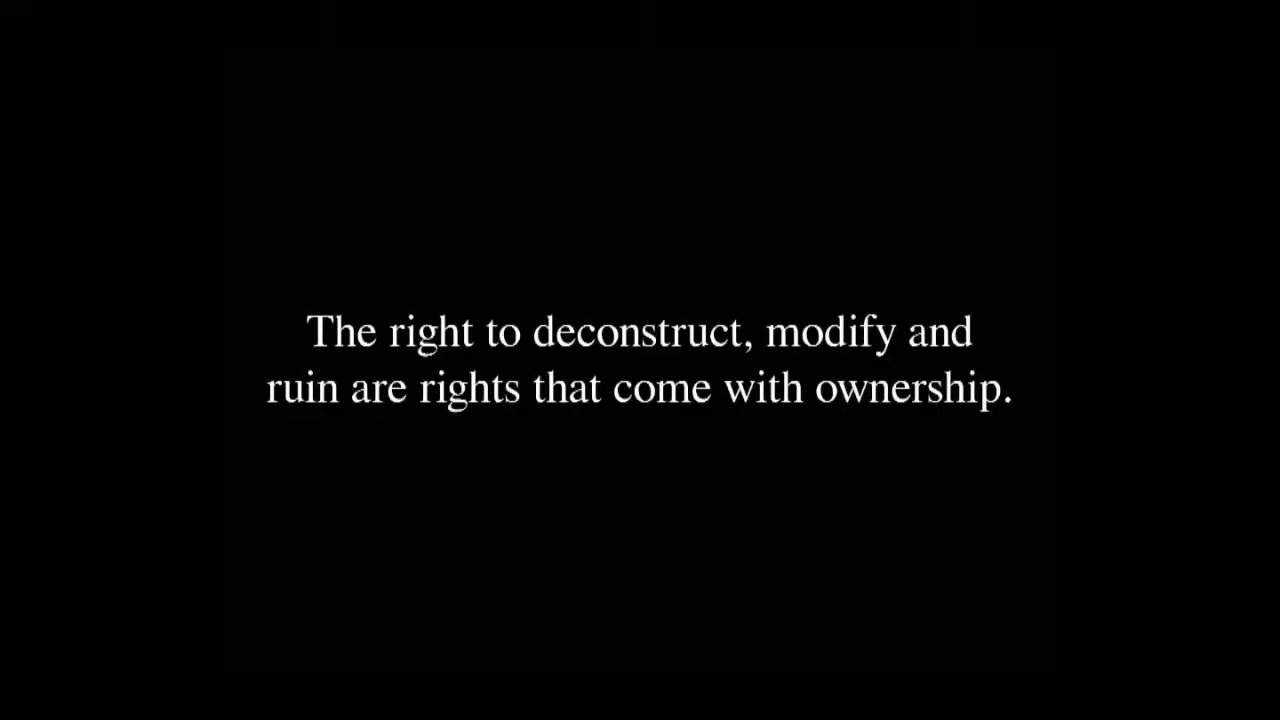 The right to deconstruct, modify and
ruin are rights that come with ownership.